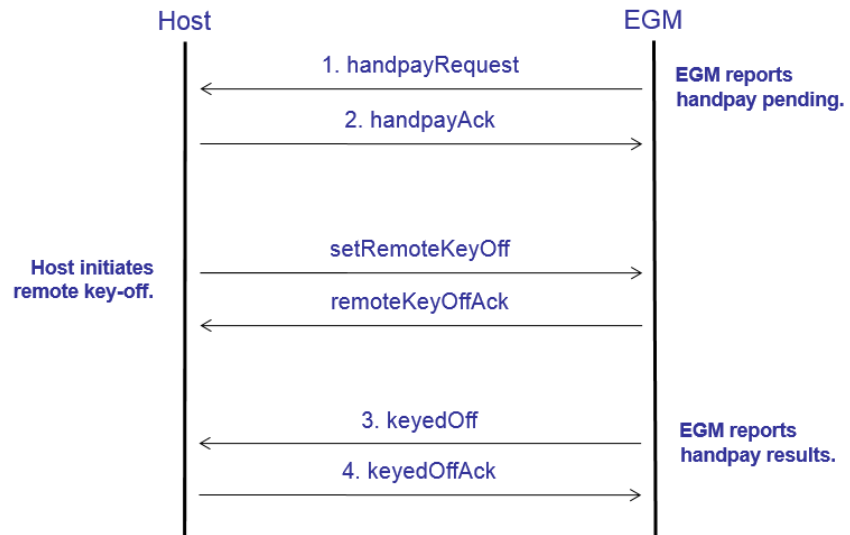 Host
EGM
1. handpayRequest
EGM reports
handpay pending.
2. handpayAck
setRemoteKeyOff
Host initiates
remote key-off.
remoteKeyOffAck
3. keyedOff
EGM reports
handpay results.
4. keyedOffAck